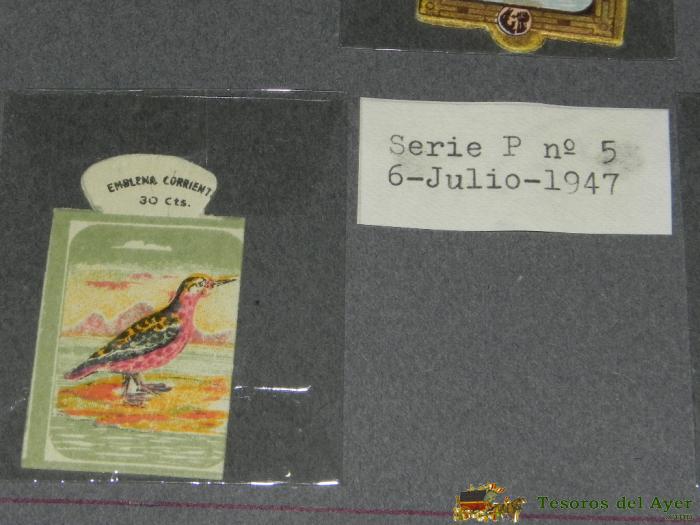 EMBLEMA CORRIENT
30 Cts.
Serie P nº 5
6-Julio-1947
Tesoros del Ayer